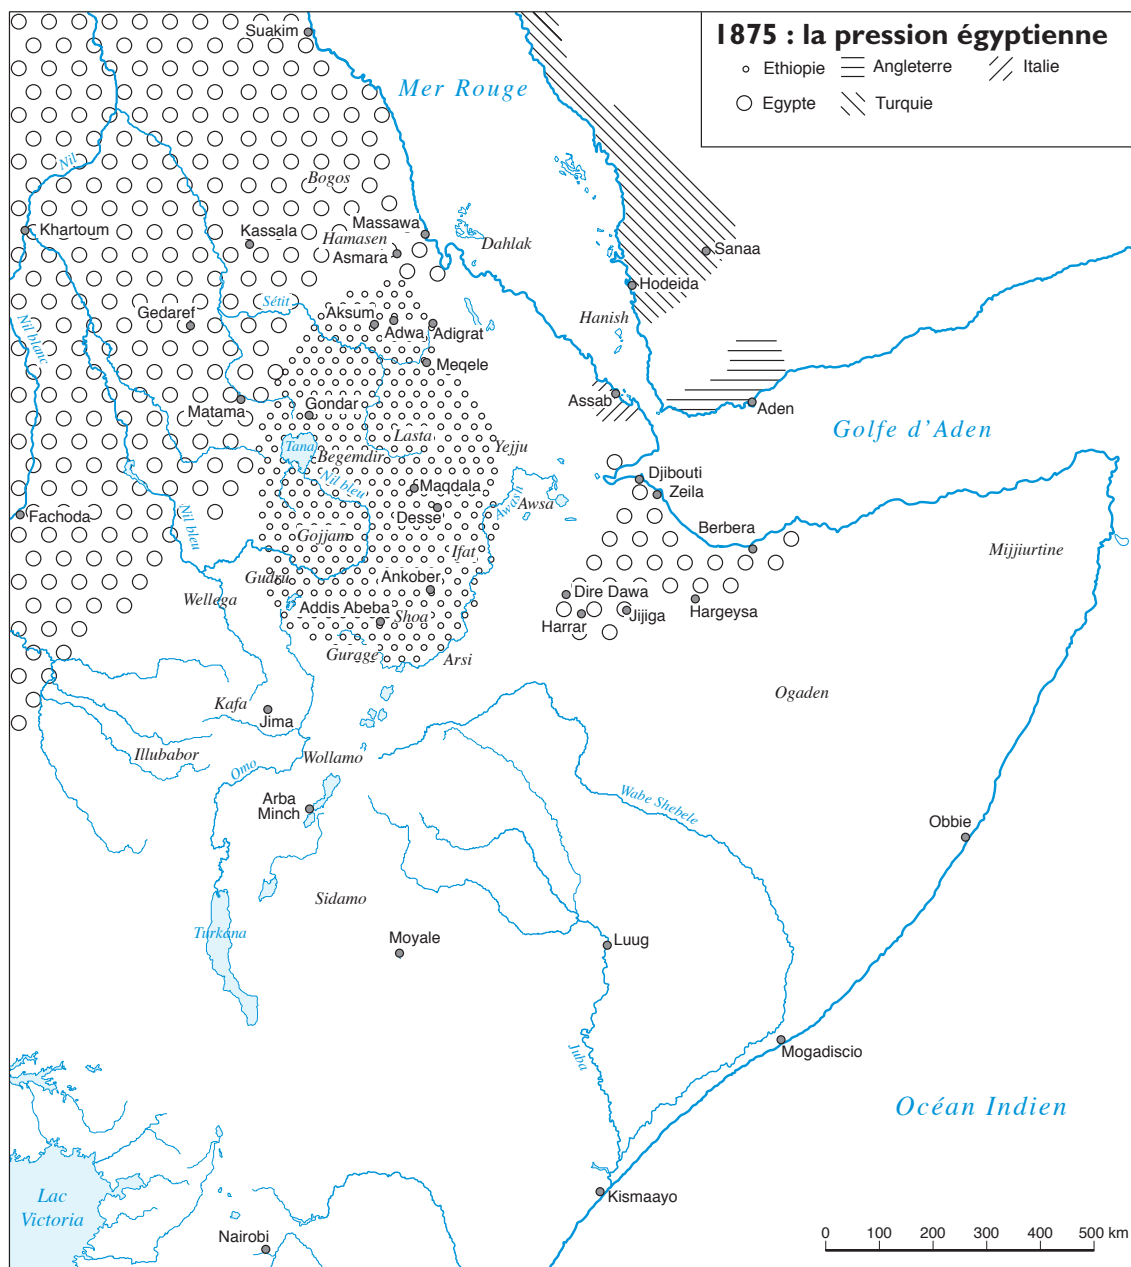 1875 : la pression égyptienne
Ethiopie
Angleterre
Italie
Egypte
Turquie
Suakim
Mer Rouge
Nil
Bogos
Khartoum
Kassala
Massawa
Hamasen
Asmara
Dahlak
Sanaa
Hodeida
Sétit
Gedaref
Aksum
Adwa
Adigrat
Hanish
Nil blanc
Meqele
Assab
Aden
Matama
Gondar
Golfe d'Aden
Lasta
Yejju
Tana
Begemdir
Nil bleu
Maqdala
Awash
Awsa
Djibouti
Zeila
Fachoda
Nil bleu
Desse
Berbera
Gojjam
Ifat
Mijjiurtine
Gudru
Ankober
Wellega
Dire Dawa
Addis Abeba
Shoa
Harrar
Jijiga
Hargeysa
Gurage
Arsi
Ogaden
Kafa
Jima
Illubabor
Wollamo
Omo
Wabe Shebele
Arba
Minch
Obbie
Sidamo
Turkana
Moyale
Luug
Juba
Mogadiscio
Océan Indien
Lac
Victoria
Kismaayo
Nairobi
0 100 200 300 400 500 km